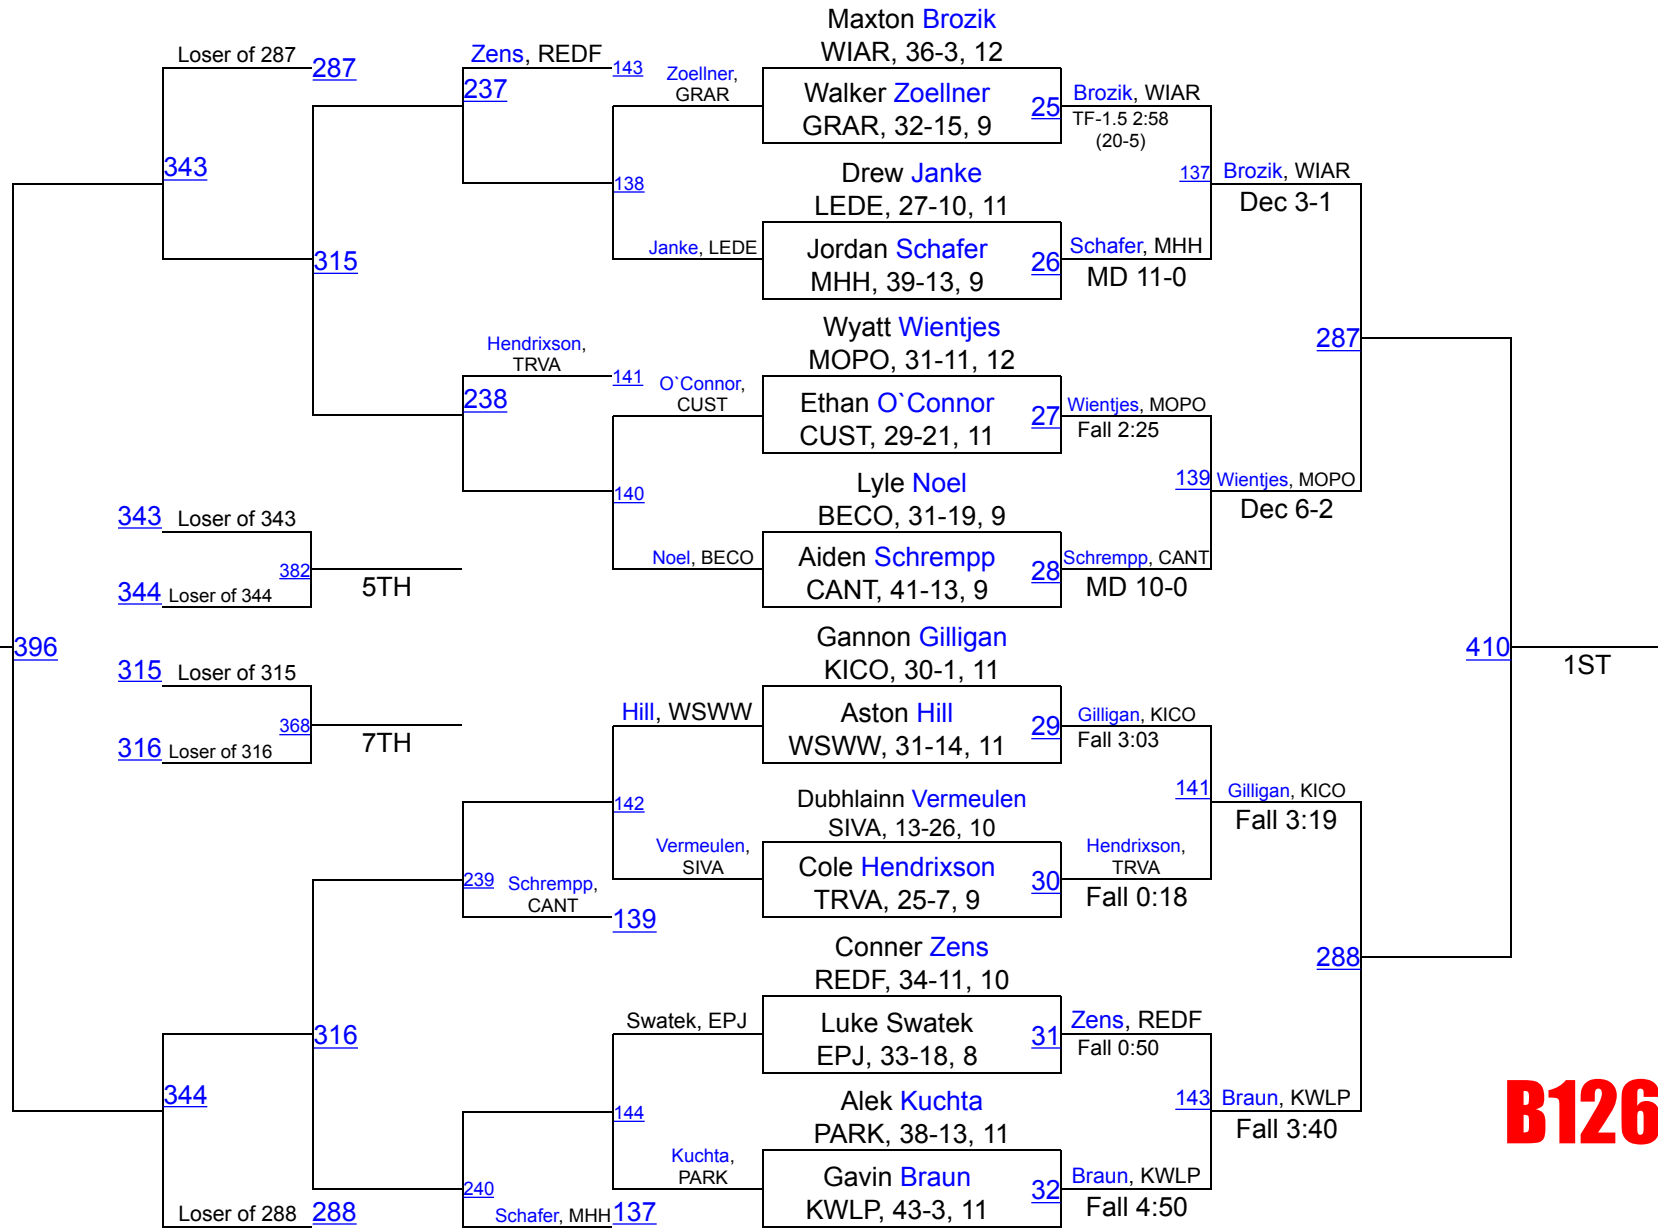 Maxton Brozik
WIAR, 36-3, 12
Loser of 287
287
Zens, REDF
143
237
Zoellner,
GRAR
Walker Zoellner
GRAR, 32-15, 9
25
Brozik, WIAR
TF-1.5 2:58
(20-5)
343
138
Drew Janke
LEDE, 27-10, 11
137
Brozik, WIAR
Dec 3-1
315
Janke, LEDE
Jordan Schafer
MHH, 39-13, 9
26
Schafer, MHH
MD 11-0
Wyatt Wientjes
MOPO, 31-11, 12
287
Hendrixson,
TRVA
141
238
O`Connor,
CUST
Ethan O`Connor
CUST, 29-21, 11
27
Wientjes, MOPO
Fall 2:25
140
Lyle Noel
BECO, 31-19, 9
139
Wientjes, MOPO
Dec 6-2
343
Loser of 343
382
5TH
344
Loser of 344
Noel, BECO
Aiden Schrempp
CANT, 41-13, 9
28
Schrempp, CANT
MD 10-0
396
Gannon Gilligan
KICO, 30-1, 11
410
1ST
315
Loser of 315
368
7TH
316
Loser of 316
Hill, WSWW
Aston Hill
WSWW, 31-14, 11
29
Gilligan, KICO
Fall 3:03
142
Dubhlainn Vermeulen
SIVA, 13-26, 10
141
Gilligan, KICO
Fall 3:19
239
Schrempp,
CANT
139
Vermeulen,
SIVA
Cole Hendrixson
TRVA, 25-7, 9
30
Hendrixson,
TRVA
Fall 0:18
Conner Zens
REDF, 34-11, 10
288
316
Swatek, EPJ
Luke Swatek
EPJ, 33-18, 8
31
Zens, REDF
Fall 0:50
344
144
Alek Kuchta
PARK, 38-13, 11
143
Braun, KWLP
Fall 3:40
B126
240
Kuchta,
PARK
Gavin Braun
KWLP, 43-3, 11
32
Braun, KWLP
Fall 4:50
Loser of 288
288
Schafer, MHH
137